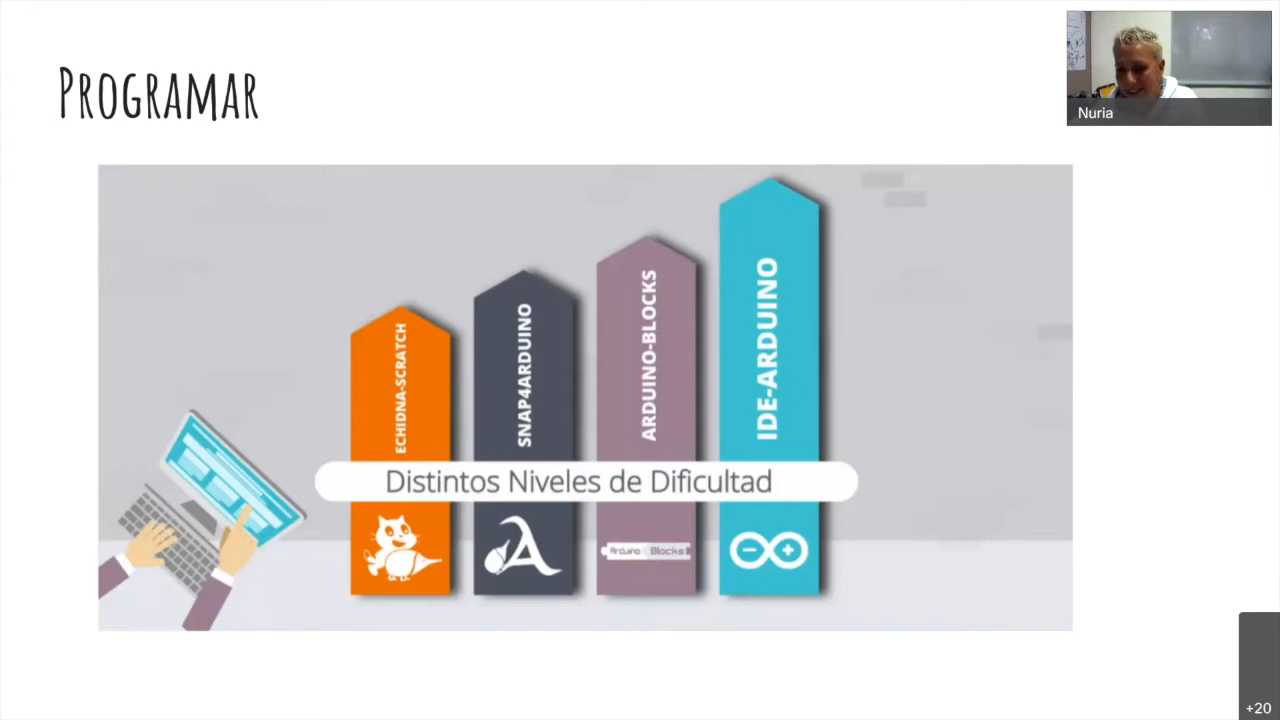 PROGRAMAR
Nuria
ECHIDNA-SCRATCH
SNAP4ARDUINO
ARDUINO-BLOCKS
IDE-ARDUINO
Distintos Niveles de Dificultad
Arduino Blocks
+20